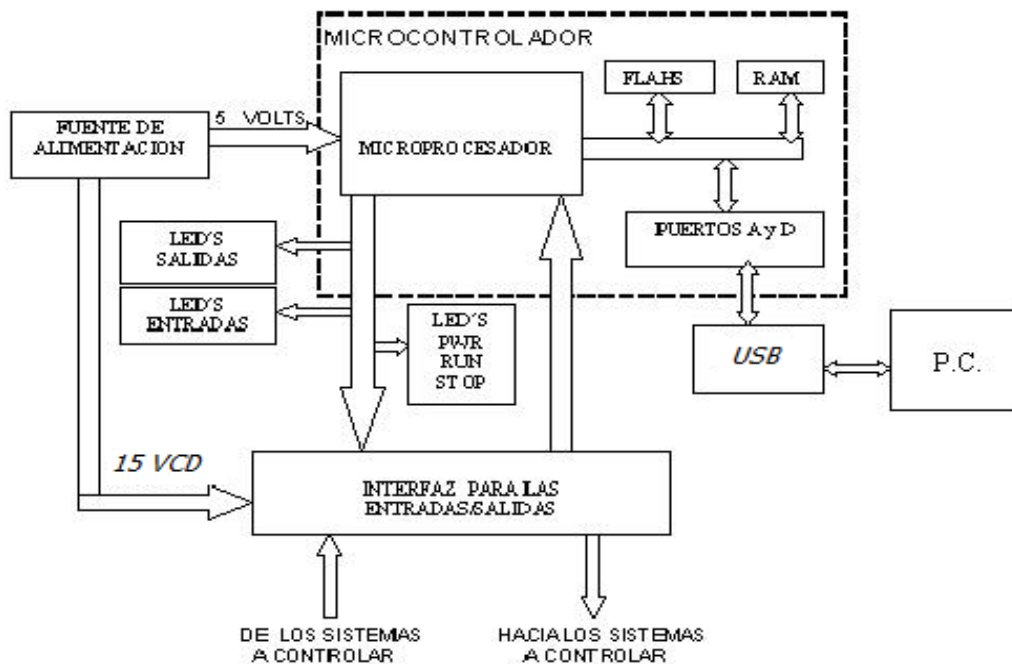 MICROCONTROLADOR
FLAHS
RAM
5 VOLTS
FUENTE DE
ALIMENTACION
MICROPROCESADOR
PUERTOS A y D
LED'S
SALIDAS
LED'S
ENTRADAS
LED'S
PWR
RUN
STOP
USB
P.C.
15 VCD
INTERFAZ PARA LAS
ENTRADAS/SALIDAS
DE LOS SISTEMAS
A CONTROLAR
HACIA LOS SISTEMAS
A CONTROLAR